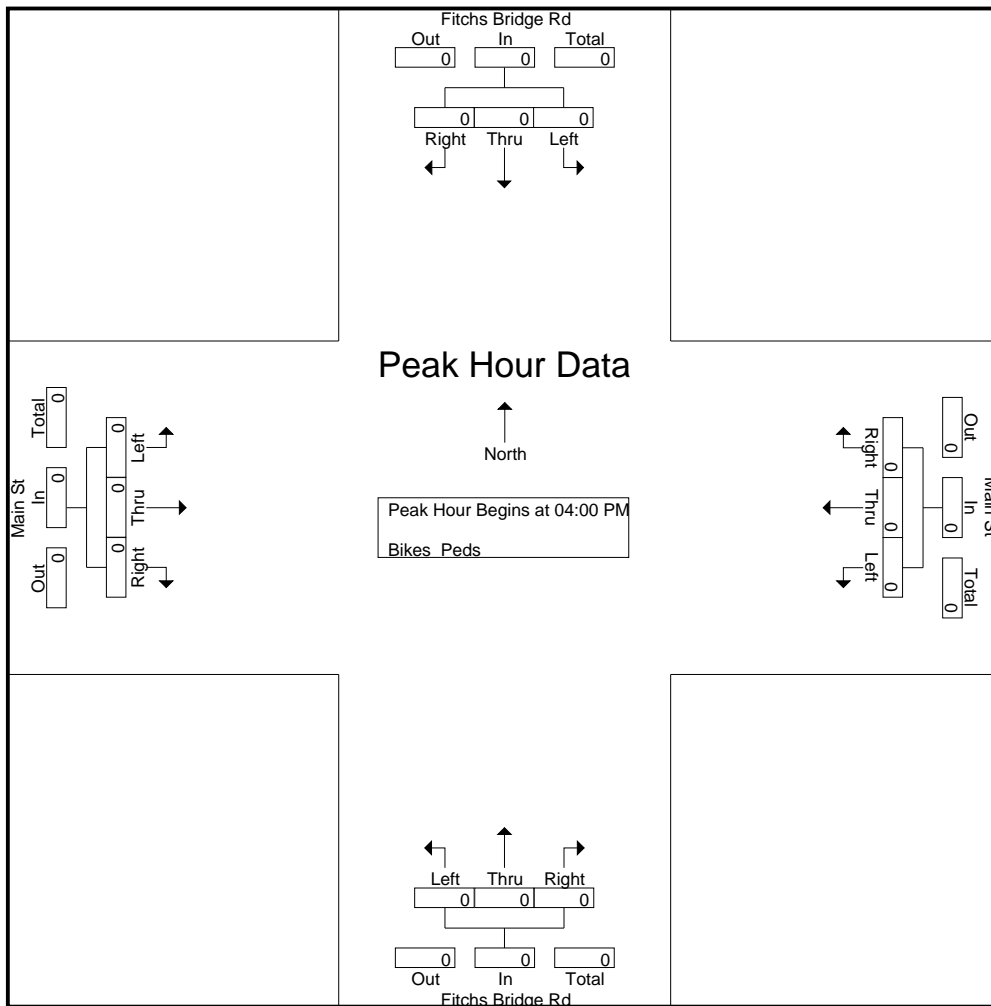 Fitchs Bridge Rd
Out In Total
0 0 0
0 0 0
Right Thru Left
Peak Hour Data
North
Peak Hour Begins at 04:00 PM
Bikes Peds
Main St
Out In Total
0 0 0
Right Thru Left
0 0 0
Main St
Out In Total
0 0 0
Left Thru Right
0 0 0
Left Thru Right
0 0 0
0 0 0
Out In Total
Fitchs Bridge Rd